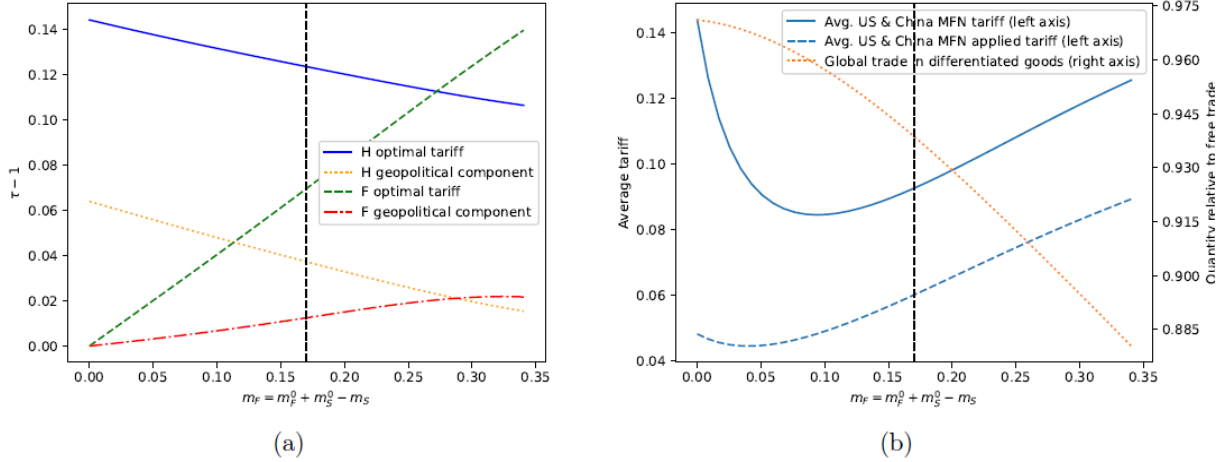 0.14
0.12
0.10
0.08
0.06
0.04
0.02
0.00
τ − 1
H optimal tariff
H geopolitical component
F optimal tariff
F geopolitical component
0.00 0.05 0.10 0.15 0.20 0.25 0.30 0.35
m_F = m_F^0 + m_S^0 − m_S
(a)
0.14
0.12
0.10
0.08
0.06
0.04
Average tariff
Avg. US & China MFN tariff (left axis)
Avg. US & China MFN applied tariff (left axis)
Global trade in differentiated goods (right axis)
0.975
0.960
0.945
0.930
0.915
0.900
0.885
Quantity relative to free trade
0.00 0.05 0.10 0.15 0.20 0.25 0.30 0.35
m_F = m_F^0 + m_S^0 − m_S
(b)